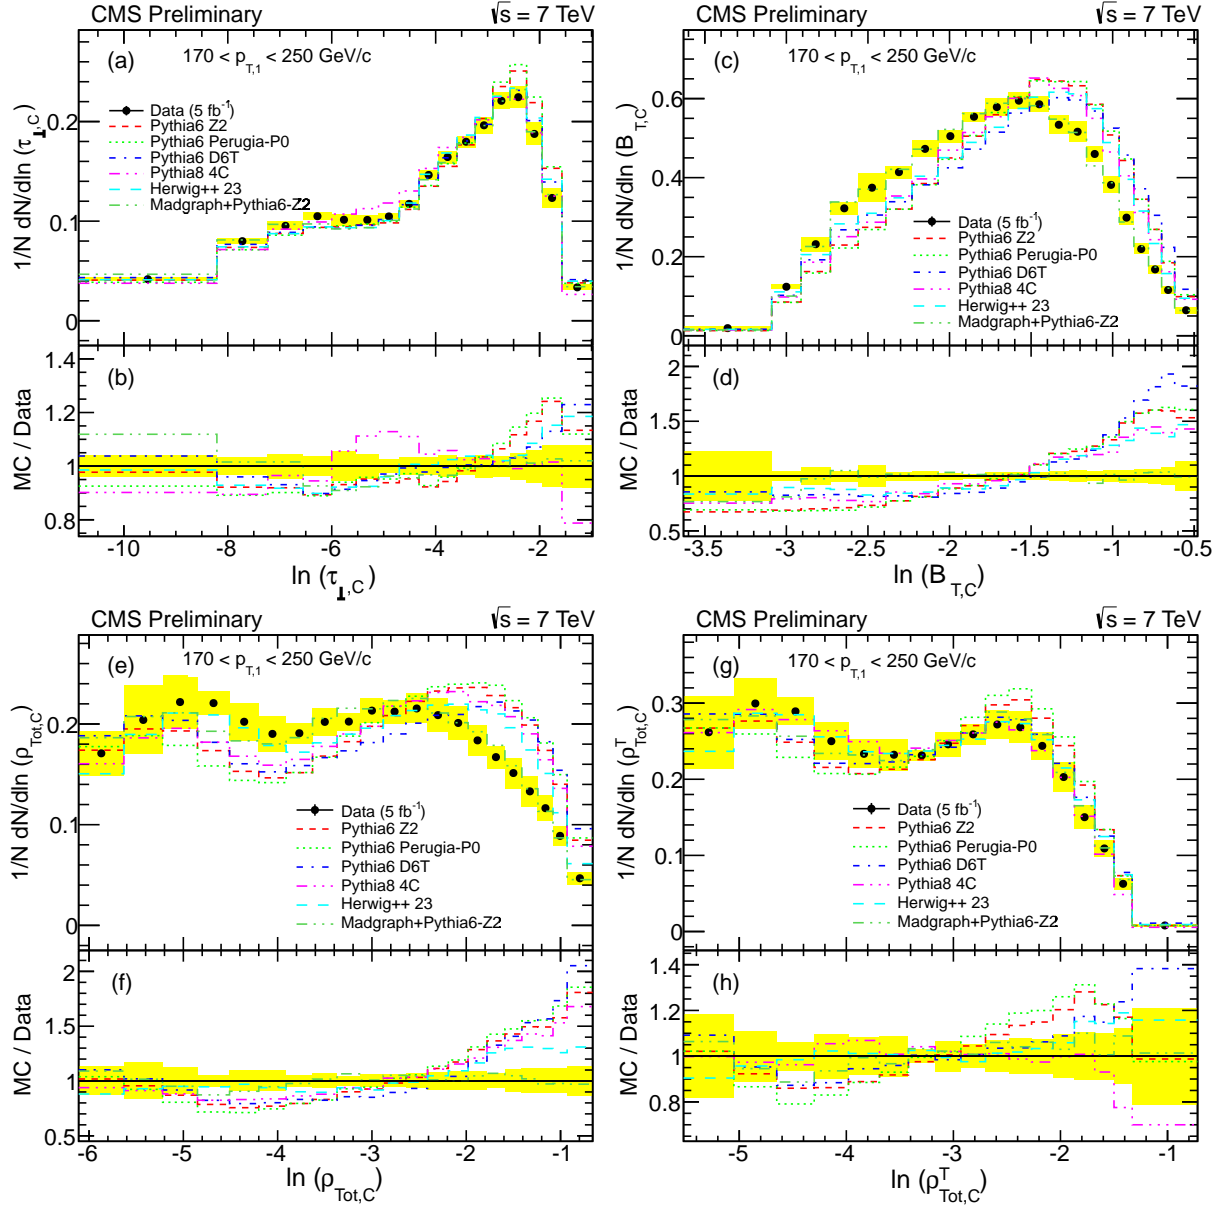 CMS Preliminary √s = 7 TeV
(a) 170 < p_T,1 < 250 GeV/c
1/N dN/dln (τ_⊥,C)
Data (5 fb⁻¹)
Pythia6 Z2
Pythia6 Perugia-P0
Pythia6 D6T
Pythia8 4C
Herwig++ 23
Madgraph+Pythia6-Z2
0.2
0.1
0
(b)
MC / Data
1.4
1.2
1.0
0.8
-10 -8 -6 -4 -2
ln (τ_⊥,C)
CMS Preliminary √s = 7 TeV
(c) 170 < p_T,1 < 250 GeV/c
1/N dN/dln (B_T,C)
0.6
0.4
0.2
0
Data (5 fb⁻¹)
Pythia6 Z2
Pythia6 Perugia-P0
Pythia6 D6T
Pythia8 4C
Herwig++ 23
Madgraph+Pythia6-Z2
(d)
MC / Data
2
1.5
1
0.5
-3.5 -3 -2.5 -2 -1.5 -1 -0.5
ln (B_T,C)
CMS Preliminary √s = 7 TeV
(e) 170 < p_T,1 < 250 GeV/c
1/N dN/dln (ρ_Tot,C)
0.2
0.1
0
Data (5 fb⁻¹)
Pythia6 Z2
Pythia6 Perugia-P0
Pythia6 D6T
Pythia8 4C
Herwig++ 23
Madgraph+Pythia6-Z2
(f)
MC / Data
2
1.5
1
0.5
-6 -5 -4 -3 -2 -1
ln (ρ_Tot,C)
CMS Preliminary √s = 7 TeV
(g) 170 < p_T,1 < 250 GeV/c
1/N dN/dln (ρ^T_Tot,C)
0.3
0.2
0.1
0
Data (5 fb⁻¹)
Pythia6 Z2
Pythia6 Perugia-P0
Pythia6 D6T
Pythia8 4C
Herwig++ 23
Madgraph+Pythia6-Z2
(h)
MC / Data
1.4
1.2
1
0.8
-5 -4 -3 -2 -1
ln (ρ^T_Tot,C)